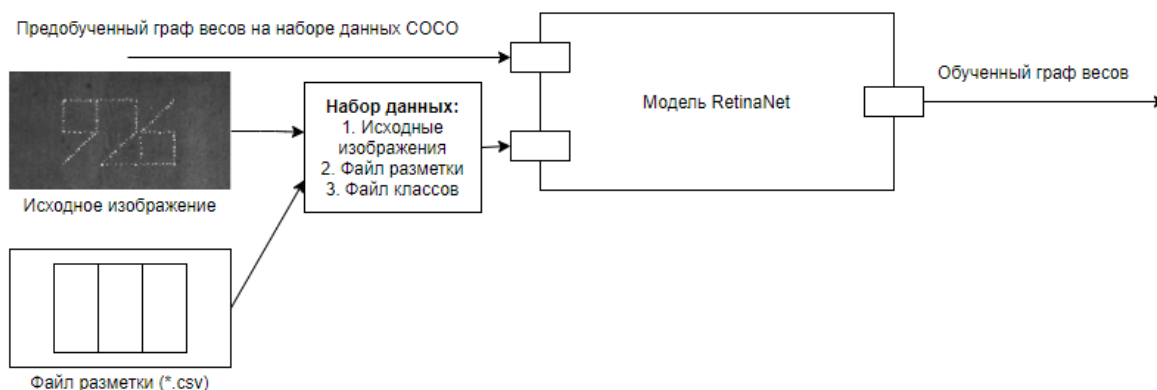 Предобученный граф весов на наборе данных COCO
Набор данных:
1. Исходные
изображения
2. Файл разметки
3. Файл классов
Модель RetinaNet
Обученный граф весов
Исходное изображение
Файл разметки (*.csv)